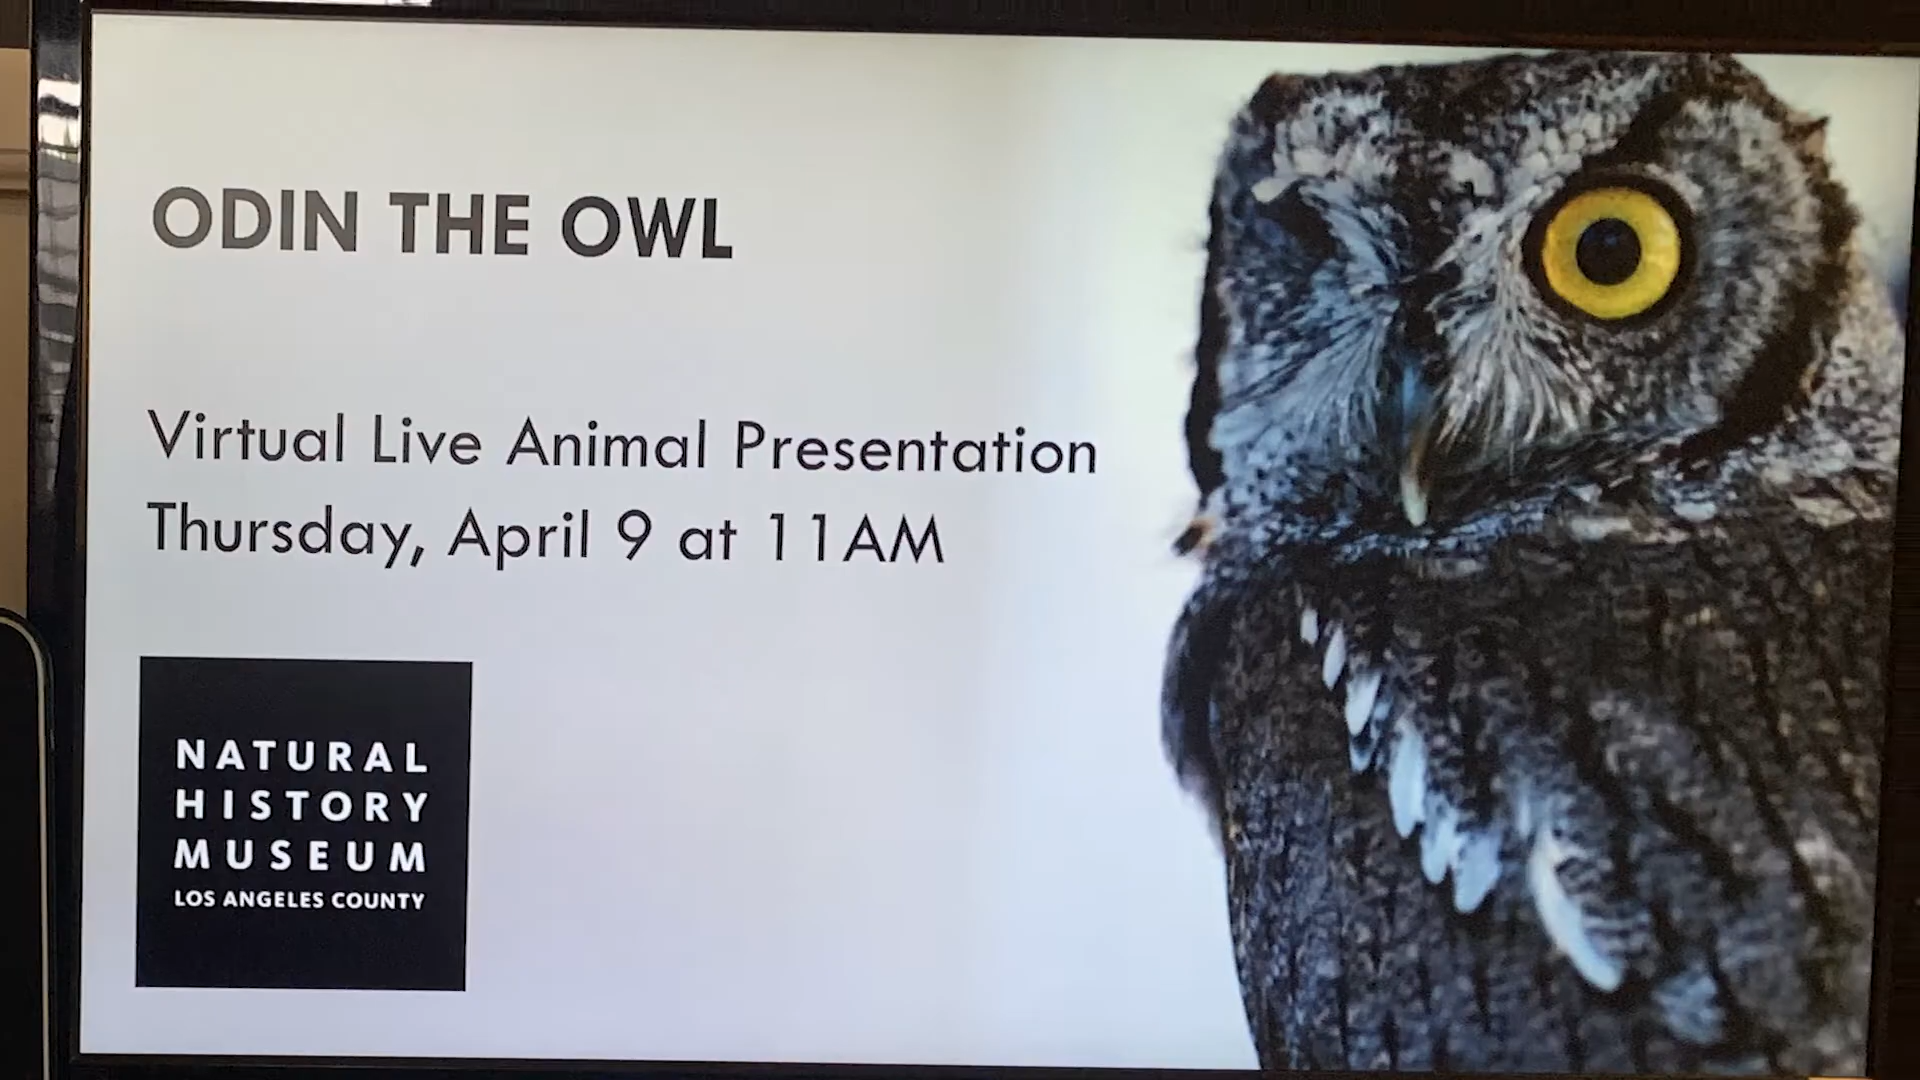 ODIN THE OWL
Virtual Live Animal Presentation
Thursday, April 9 at 11AM
NATURAL
HISTORY
MUSEUM
LOS ANGELES COUNTY